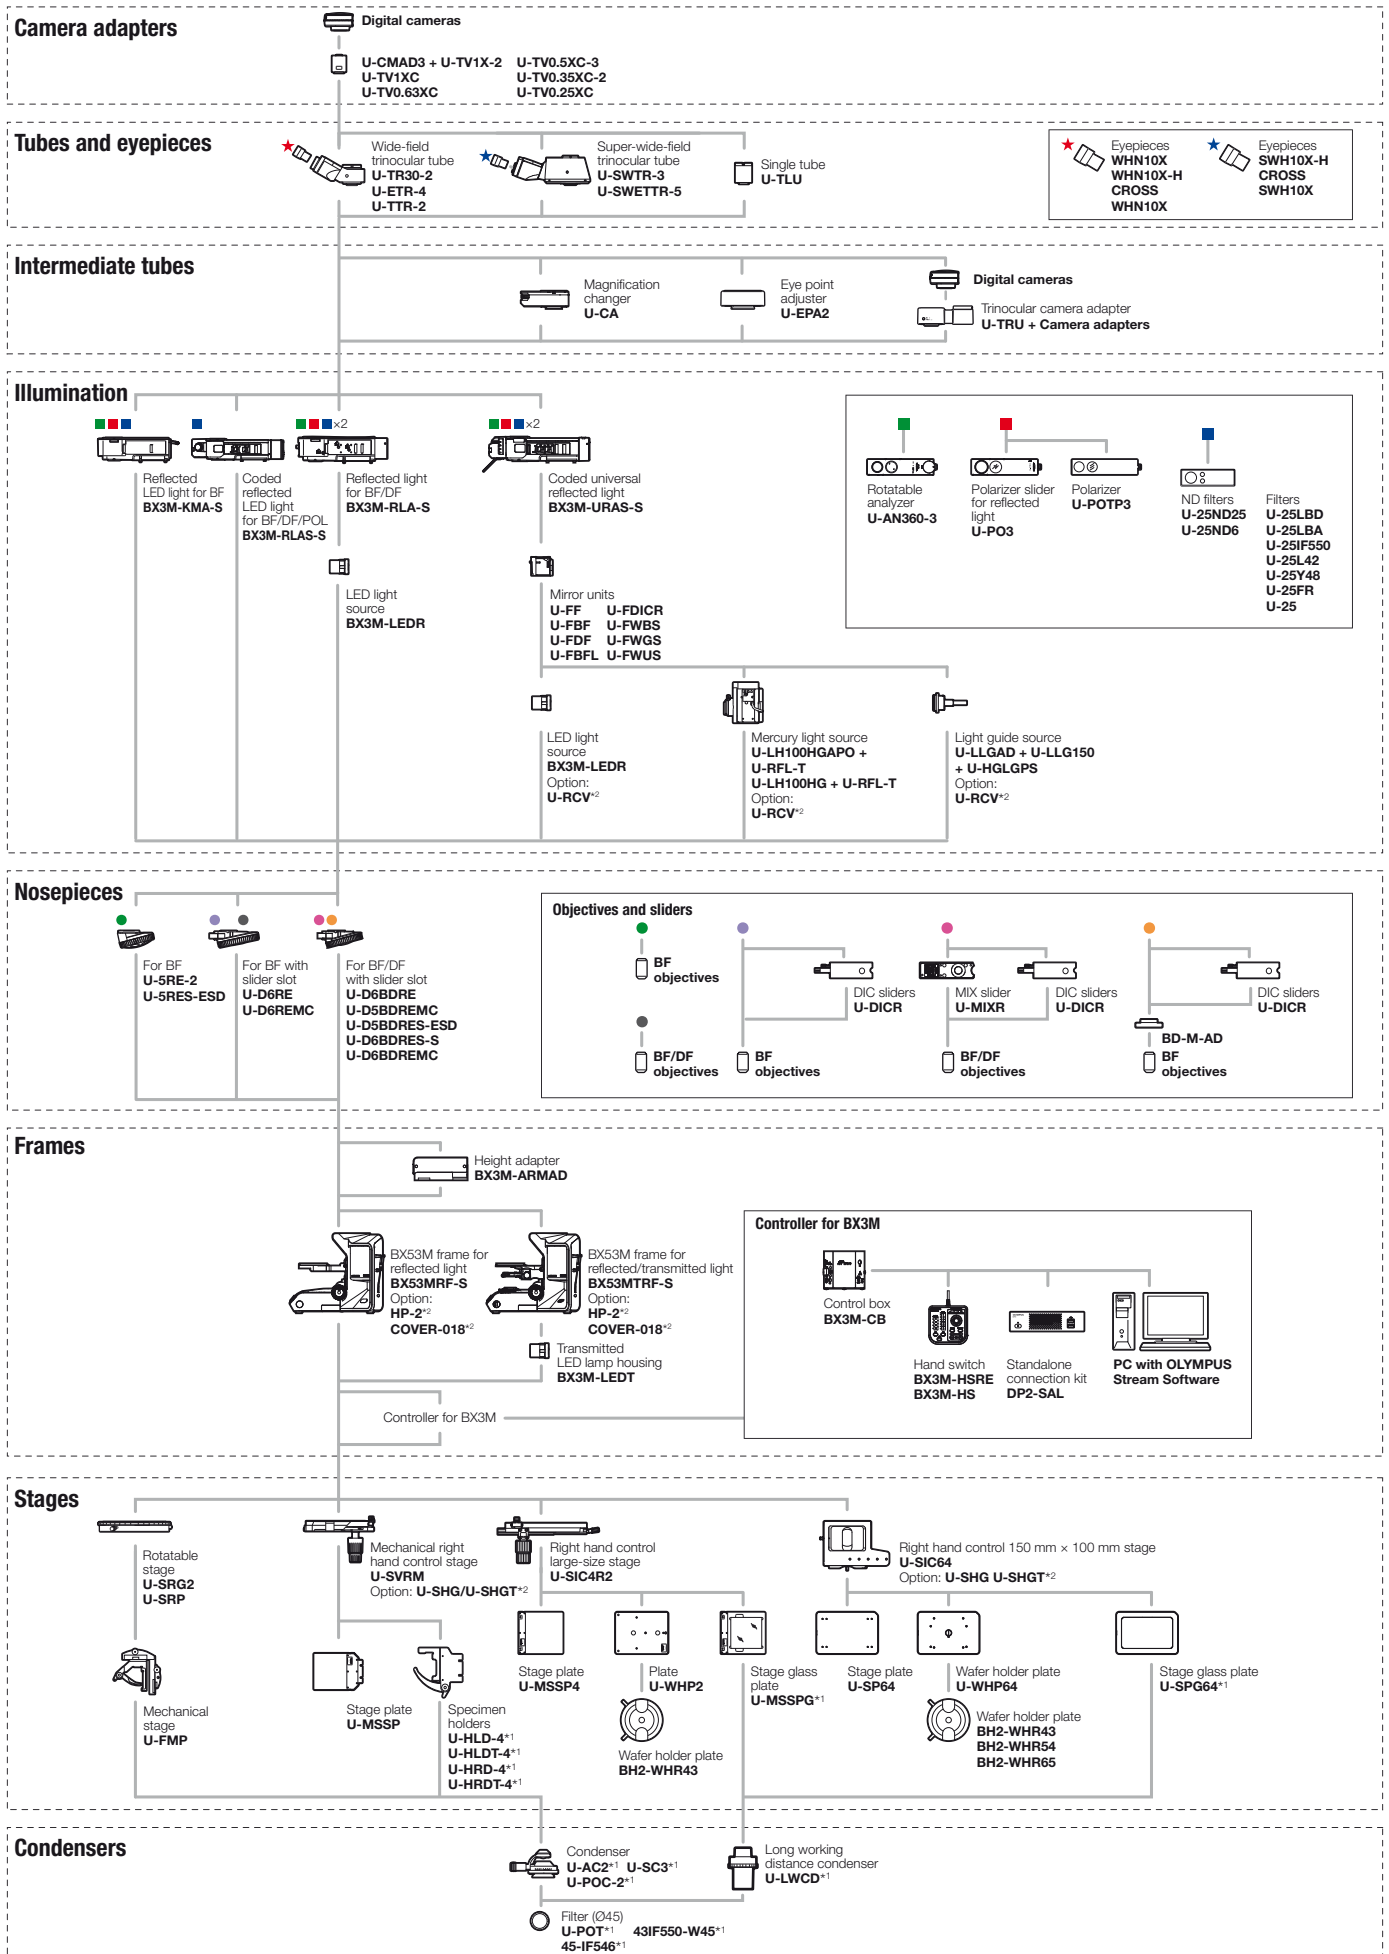 Camera adapters
Digital cameras
U-CMAD3 + U-TV1X-2 U-TV0.5XC-3
U-TV1XC U-TV0.35XC-2
U-TV0.63XC U-TV0.25XC
Tubes and eyepieces
Wide-field
trinocular tube
U-TR30-2
U-ETR-4
U-TTR-2
Super-wide-field
trinocular tube
U-SWTR-3
U-SWETTR-5
Single tube
U-TLU
Eyepieces
WHN10X
WHN10X-H
CROSS
WHN10X
Eyepieces
SWH10X-H
CROSS
SWH10X
Intermediate tubes
Magnification
changer
U-CA
Eye point
adjuster
U-EPA2
Digital cameras
Trinocular camera adapter
U-TRU + Camera adapters
Illumination
×2
×2
Reflected
LED light for BF
BX3M-KMA-S
Coded
reflected
LED light
for BF/DF/POL
BX3M-RLAS-S
Reflected light
for BF/DF
BX3M-RLA-S
Coded universal
reflected light
BX3M-URAS-S
LED light
source
BX3M-LEDR
Mirror units
U-FF U-FDICR
U-FBF U-FWBS
U-FDF U-FWGS
U-FBFL U-FWUS
Rotatable
analyzer
U-AN360-3
Polarizer slider
for reflected
light
U-PO3
Polarizer
U-POTP3
ND filters
U-25ND25
U-25ND6
Filters
U-25LBD
U-25LBA
U-25IF550
U-25L42
U-25Y48
U-25FR
U-25
LED light
source
BX3M-LEDR
Option:
U-RCV*2
Mercury light source
U-LH100HGAPO +
U-RFL-T
U-LH100HG + U-RFL-T
Option:
U-RCV*2
Light guide source
U-LLGAD + U-LLG150
+ U-HGLGPS
Option:
U-RCV*2
Nosepieces
For BF
U-5RE-2
U-5RES-ESD
For BF with
slider slot
U-D6RE
U-D6REMC
For BF/DF
with slider slot
U-D6BDRE
U-D5BDREMC
U-D5BDRES-ESD
U-D6BDRES-S
U-D6BDREMC
Objectives and sliders
BF
objectives
BF/DF
objectives
DIC sliders
U-DICR
BF
objectives
MIX slider
U-MIXR
DIC sliders
U-DICR
BF/DF
objectives
DIC sliders
U-DICR
BD-M-AD
BF
objectives
Frames
Height adapter
BX3M-ARMAD
BX53M frame for
reflected light
BX53MRF-S
Option:
HP-2*2
COVER-018*2
BX53M frame for
reflected/transmitted light
BX53MTRF-S
Option:
HP-2*2
COVER-018*2
Transmitted
LED lamp housing
BX3M-LEDT
Controller for BX3M
Controller for BX3M
Control box
BX3M-CB
Hand switch
BX3M-HSRE
BX3M-HS
Standalone
connection kit
DP2-SAL
PC with OLYMPUS
Stream Software
Stages
Rotatable
stage
U-SRG2
U-SRP
Mechanical right
hand control stage
U-SVRM
Option: U-SHG/U-SHGT*2
Right hand control
large-size stage
U-SIC4R2
Right hand control 150 mm × 100 mm stage
U-SIC64
Option: U-SHG U-SHGT*2
Mechanical
stage
U-FMP
Stage plate
U-MSSP
Specimen
holders
U-HLD-4*1
U-HLDT-4*1
U-HRD-4*1
U-HRDT-4*1
Stage plate
U-MSSP4
Plate
U-WHP2
Wafer holder plate
BH2-WHR43
Stage glass
plate
U-MSSPG*1
Stage plate
U-SP64
Wafer holder plate
U-WHP64
Wafer holder plate
BH2-WHR43
BH2-WHR54
BH2-WHR65
Stage glass plate
U-SPG64*1
Condensers
Condenser
U-AC2*1 U-SC3*1
U-POC-2*1
Long working
distance condenser
U-LWCD*1
Filter (Ø45)
U-POT*1 43IF550-W45*1
45-IF546*1